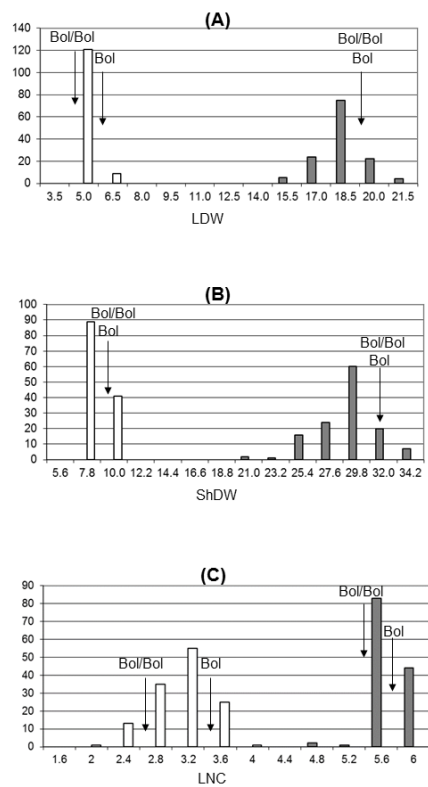 (A)
140
120
100
80
60
40
20
0
Bol/Bol
Bol
Bol/Bol
Bol
3.5 5.0 6.5 8.0 9.5 11.0 12.5 14.0 15.5 17.0 18.5 20.0 21.5
LDW
(B)
100
90
80
70
60
50
40
30
20
10
0
Bol/Bol
Bol
Bol/Bol
Bol
5.6 7.8 10.0 12.2 14.4 16.6 18.8 21.0 23.2 25.4 27.6 29.8 32.0 34.2
ShDW
(C)
90
80
70
60
50
40
30
20
10
0
Bol/Bol
Bol
Bol/Bol
Bol
1.6 2 2.4 2.8 3.2 3.6 4 4.4 4.8 5.2 5.6 6
LNC